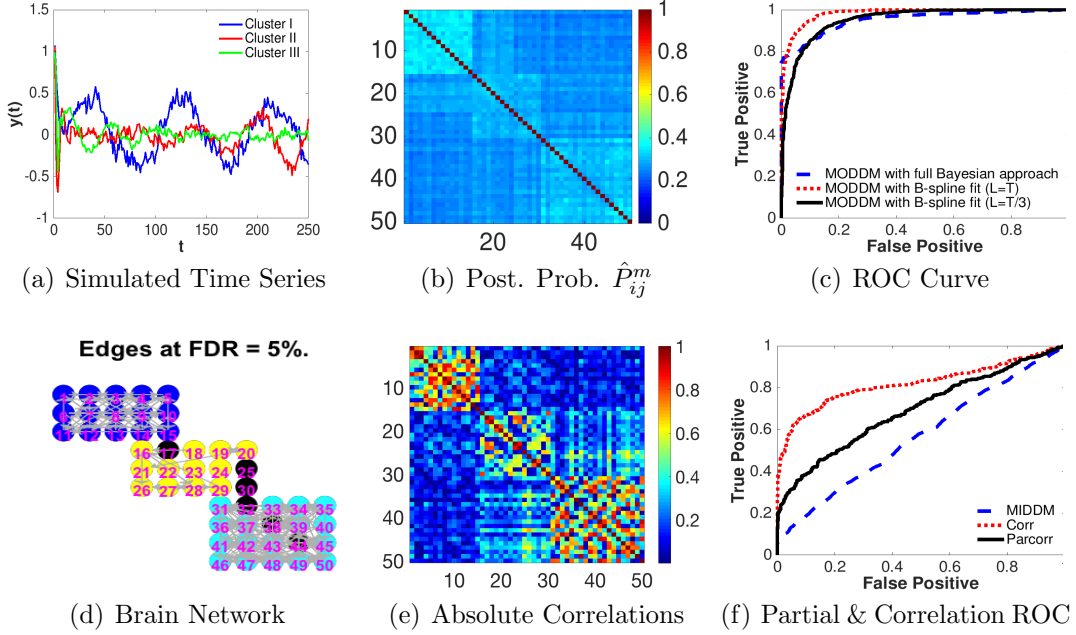 1.5
1
0.5
0
-0.5
-1
y(t)
0 50 100 150 200 250
t
Cluster I
Cluster II
Cluster III
(a) Simulated Time Series
10
20
30
40
50
20 40
1
0.8
0.6
0.4
0.2
0
(b) Post. Prob. P̂ᵐᵢⱼ
True Positive
1
0.8
0.6
0.4
0.2
0
MODDM with full Bayesian approach
MODDM with B-spline fit (L=T)
MODDM with B-spline fit (L=T/3)
0 0.2 0.4 0.6 0.8
False Positive
(c) ROC Curve
Edges at FDR = 5%.
11 12 13 14 15
16 17 18 19 20
21 22 23 24 25
26 27 28 29 30
31 32 33 34 35
36 37 38 39 40
41 42 43 44 45
46 47 48 49 50
(d) Brain Network
10
20
30
40
50
10 20 30 40 50
1
0.8
0.6
0.4
0.2
(e) Absolute Correlations
True Positive
1
0.8
0.6
0.4
0.2
0
MIDDM
Corr
Parcorr
0 0.2 0.4 0.6 0.8
False Positive
(f) Partial & Correlation ROC